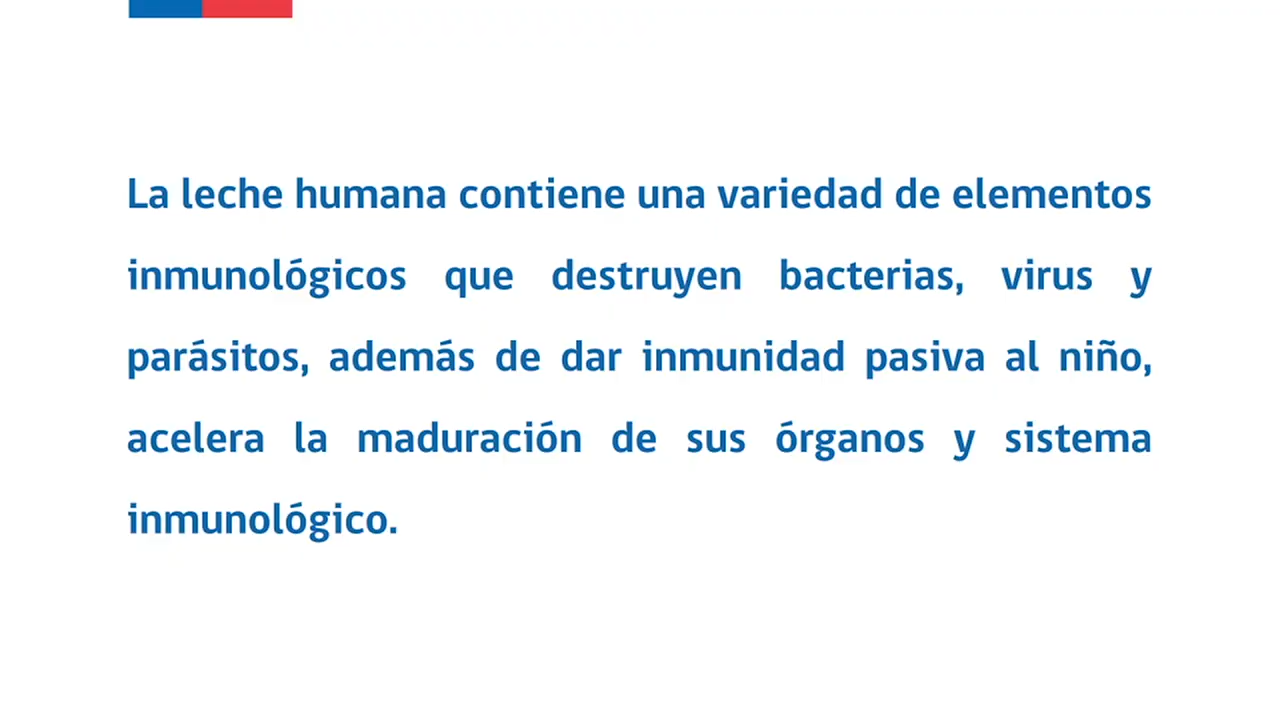 La leche humana contiene una variedad de elementos
inmunológicos que destruyen bacterias, virus y
parásitos, además de dar inmunidad pasiva al niño,
acelera la maduración de sus órganos y sistema
inmunológico.